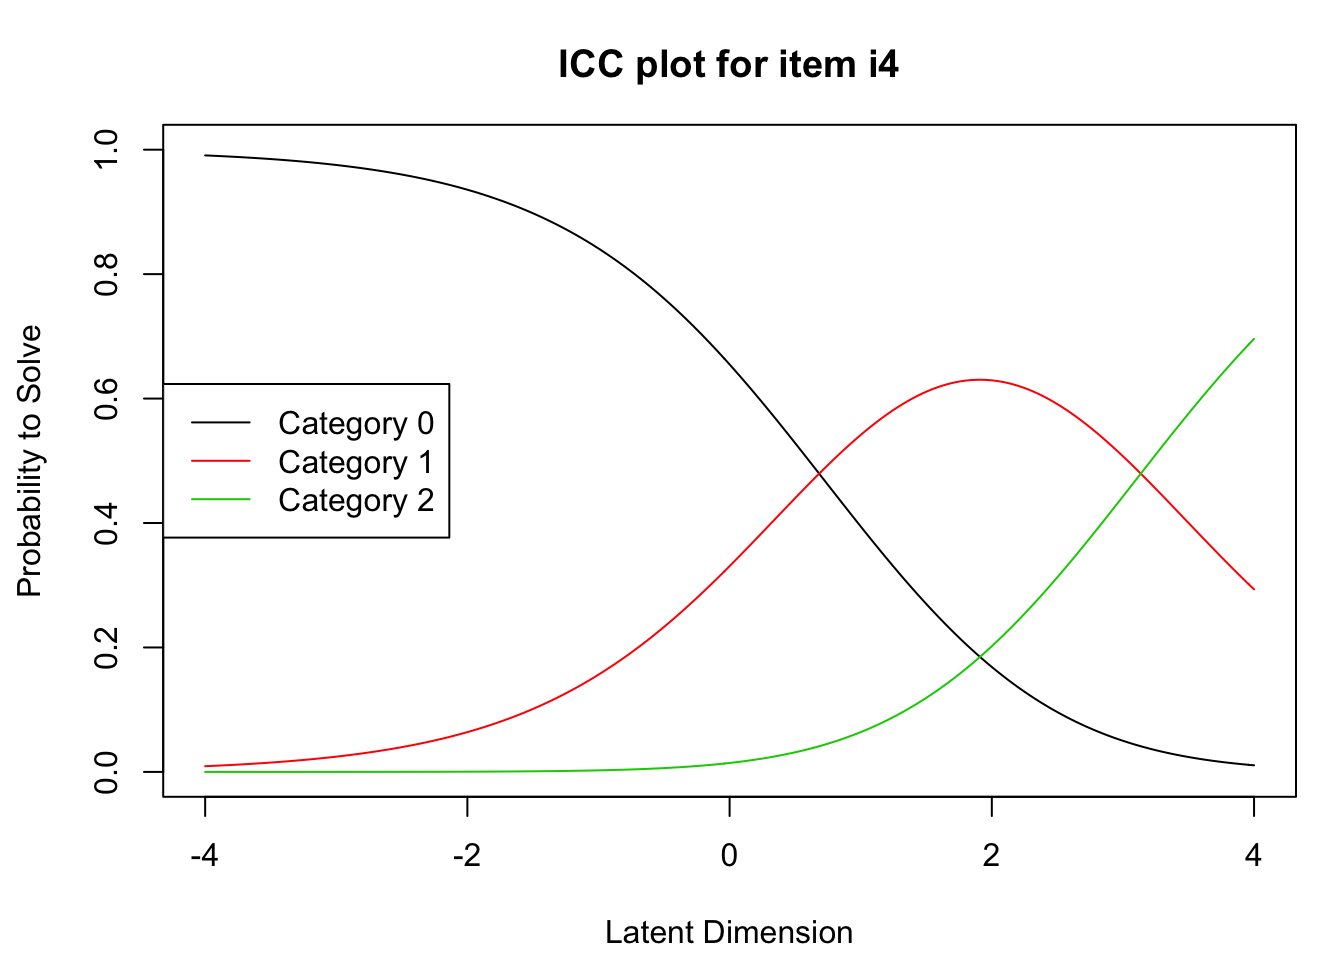 ICC plot for item i4
Probability to Solve
1.0
0.8
0.6
0.4
0.2
0.0
Category 0
Category 1
Category 2
-4
-2
0
2
4
Latent Dimension